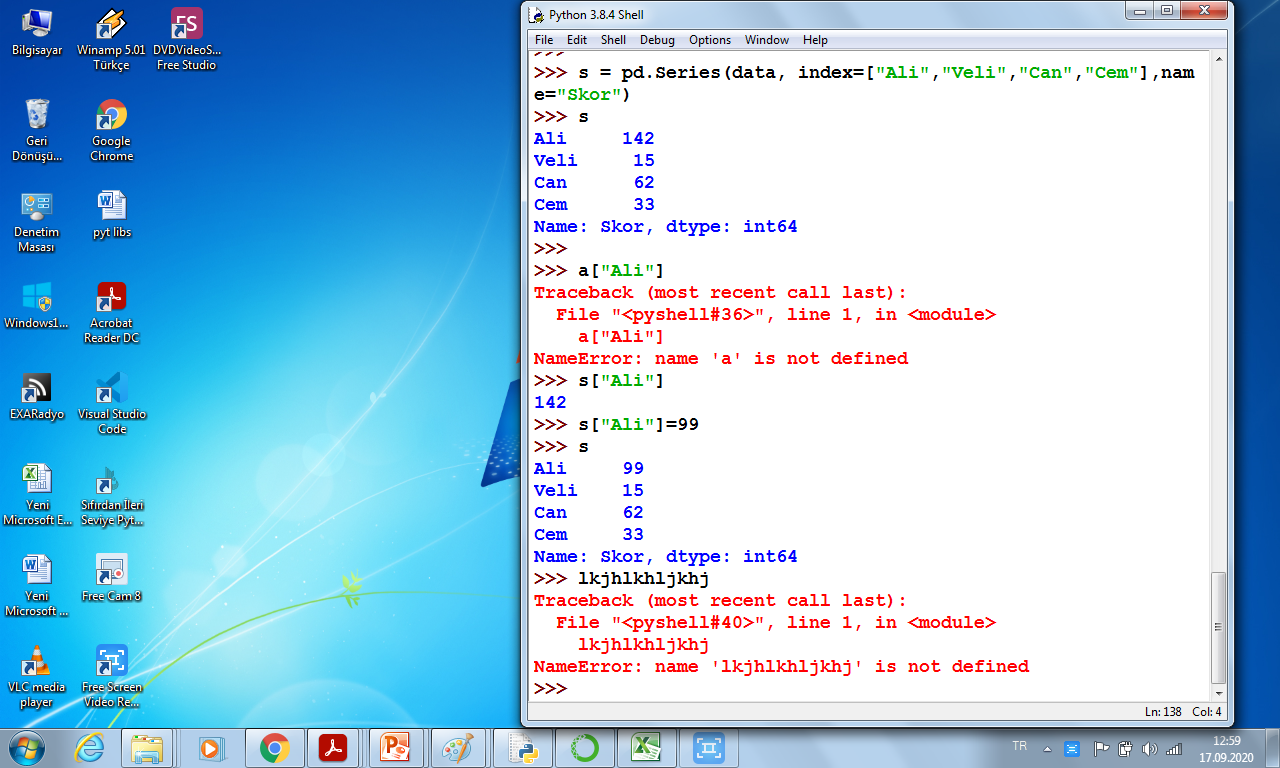 Bilgisayar
Winamp 5.01
Türkçe
DVDVideoS...
Free Studio
Geri
Dönüşü...
Google
Chrome
Denetim
Masası
pyt libs
Windows1...
Acrobat
Reader DC
EXARadyo
Visual Studio
Code
Yeni
Microsoft E...
Sıfırdan İleri
Seviye Pyt...
Yeni
Microsoft ...
Free Cam 8
VLC media
player
Free Screen
Video Re...
Python 3.8.4 Shell
File Edit Shell Debug Options Window Help
>>>
>>> s = pd.Series(data, index=["Ali","Veli","Can","Cem"],nam
e="Skor")
>>> s
Ali     142
Veli     15
Can      62
Cem      33
Name: Skor, dtype: int64
>>>
>>> a["Ali"]
Traceback (most recent call last):
  File "<pyshell#36>", line 1, in <module>
    a["Ali"]
NameError: name 'a' is not defined
>>> s["Ali"]
142
>>> s["Ali"]=99
>>> s
Ali     99
Veli    15
Can     62
Cem     33
Name: Skor, dtype: int64
>>> lkjhlkhljkhj
Traceback (most recent call last):
  File "<pyshell#40>", line 1, in <module>
    lkjhlkhljkhj
NameError: name 'lkjhlkhljkhj' is not defined
>>>
Ln: 138 Col: 4
TR
12:59
17.09.2020